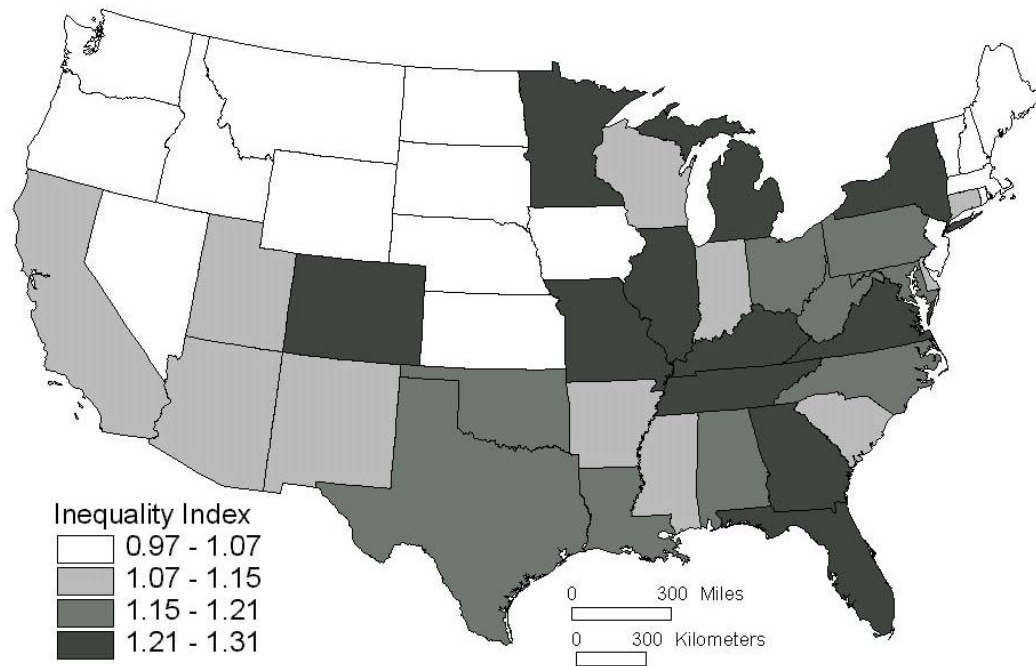 Inequality Index
0.97 - 1.07
1.07 - 1.15
1.15 - 1.21
1.21 - 1.31
0 300 Miles
0 300 Kilometers